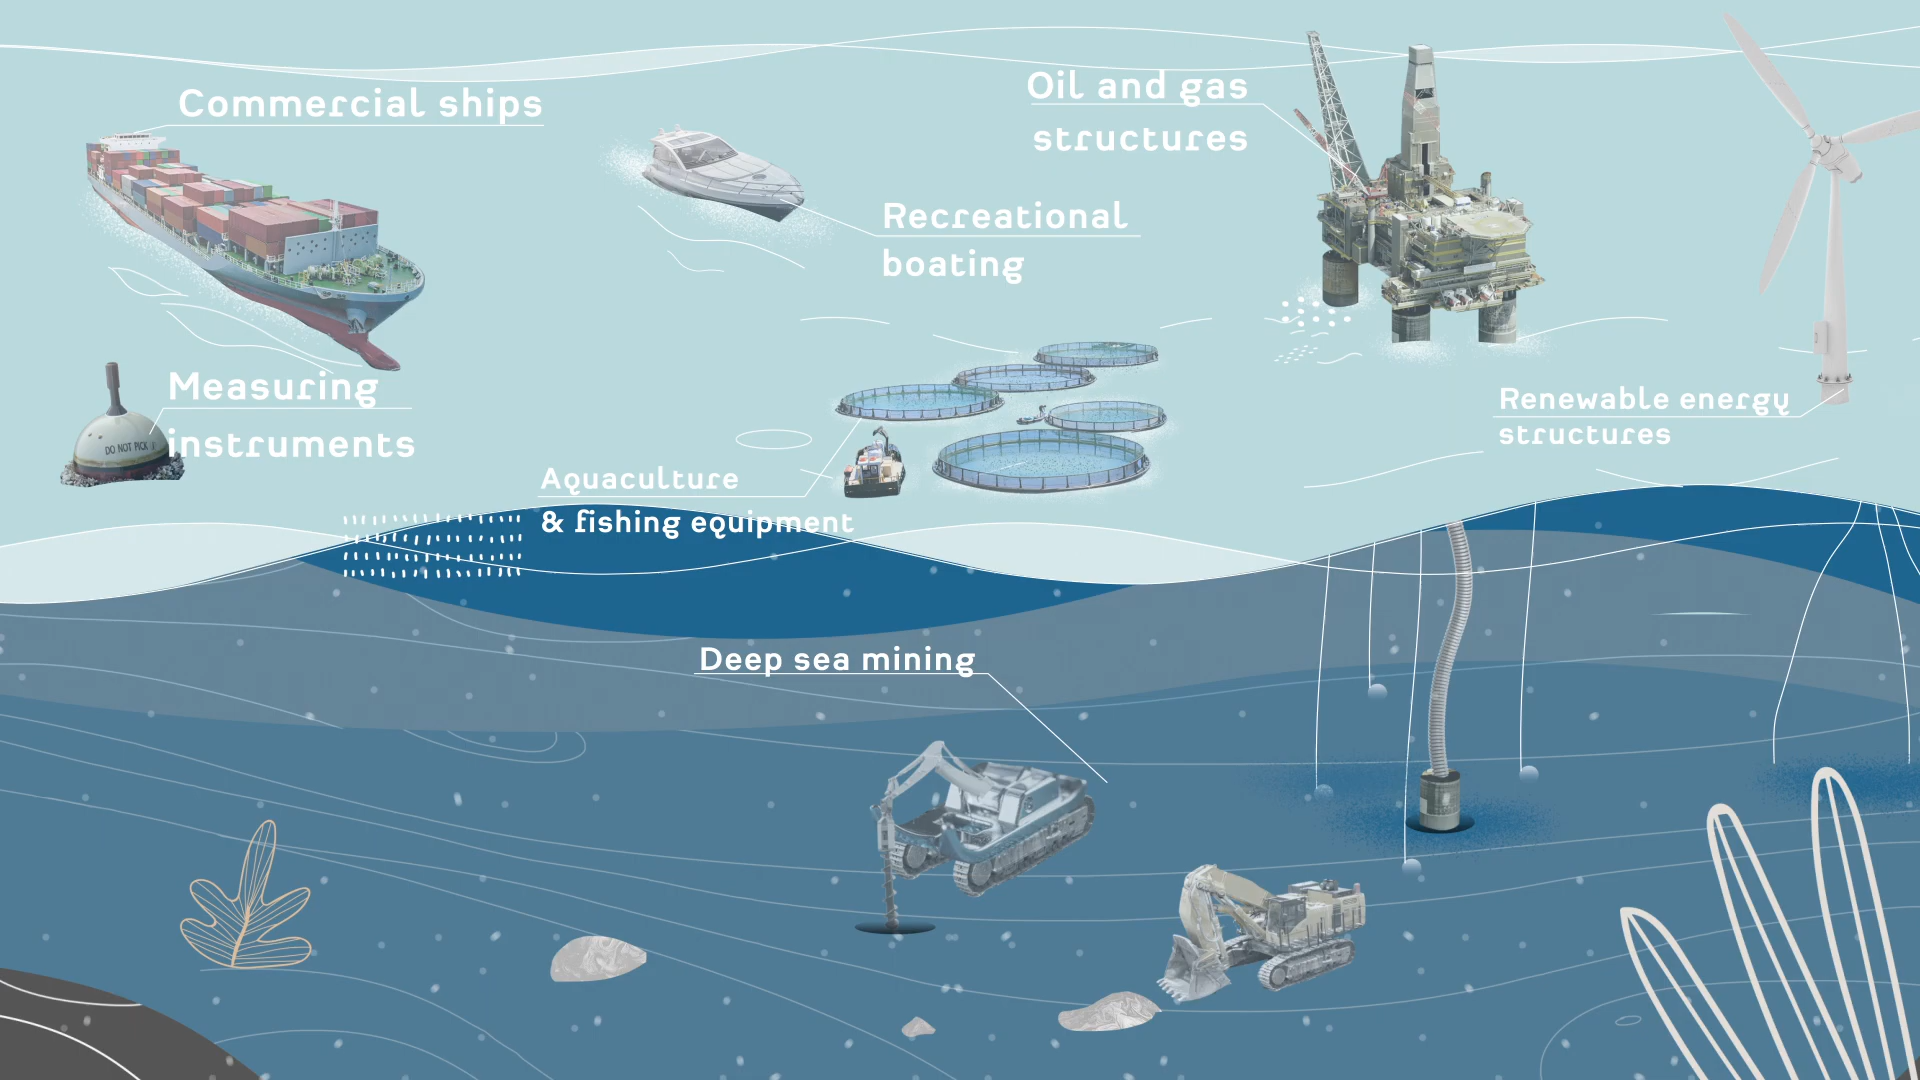 Commercial ships
Oil and gas
structures
Recreational
boating
Measuring
instruments
DO NOT PICK
Renewable energy
structures
Aquaculture
& fishing equipment
Deep sea mining